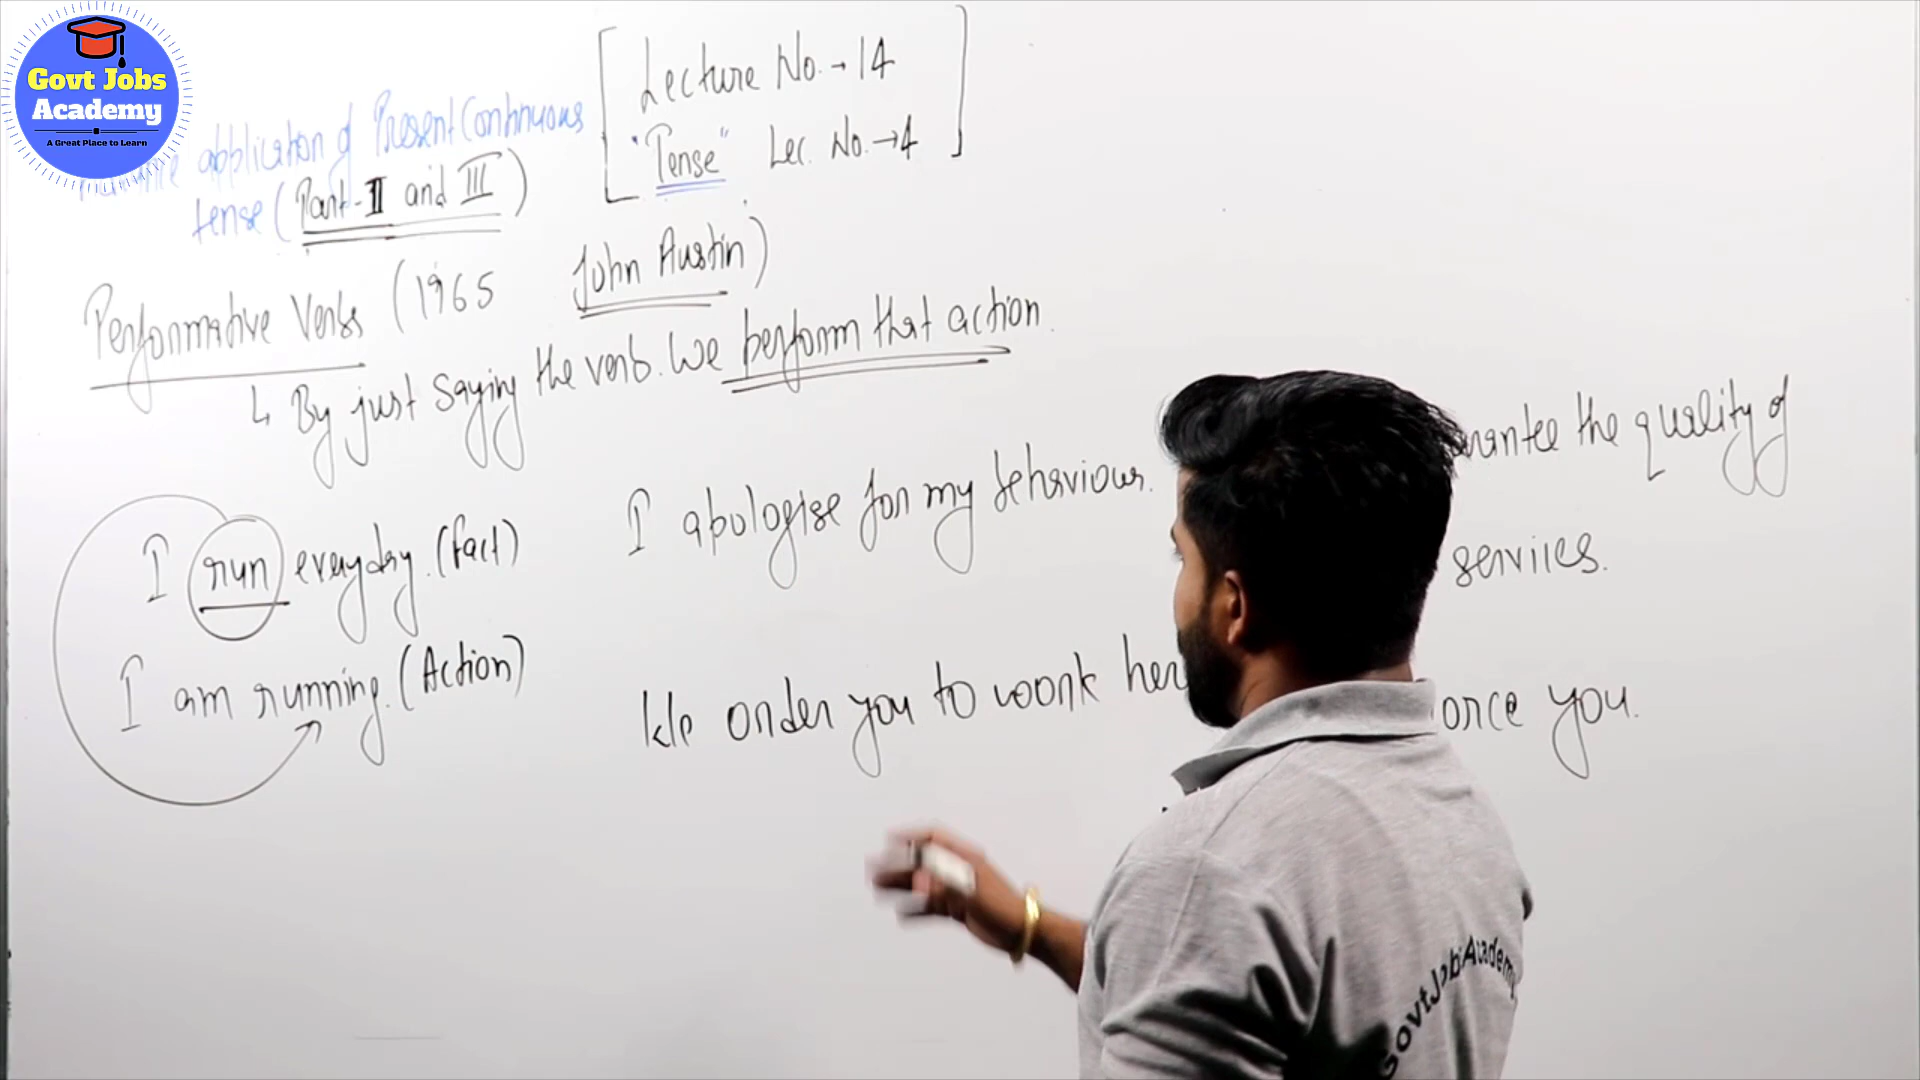 Govt Jobs
Academy
A Great Place to Learn
application of Present Continuous
tense (Part-II and III)
Lecture No. → 14
"Tense" Lec. No. → 4
Performative Verbs (1965 John Austin)
↳ By just saying the verb. We perform that action.
I run everyday. (Fact)
I am running. (Action)
I apologise for my behaviour.
We order you to work
the quality of
services.
you.
GovtJobsAcademy